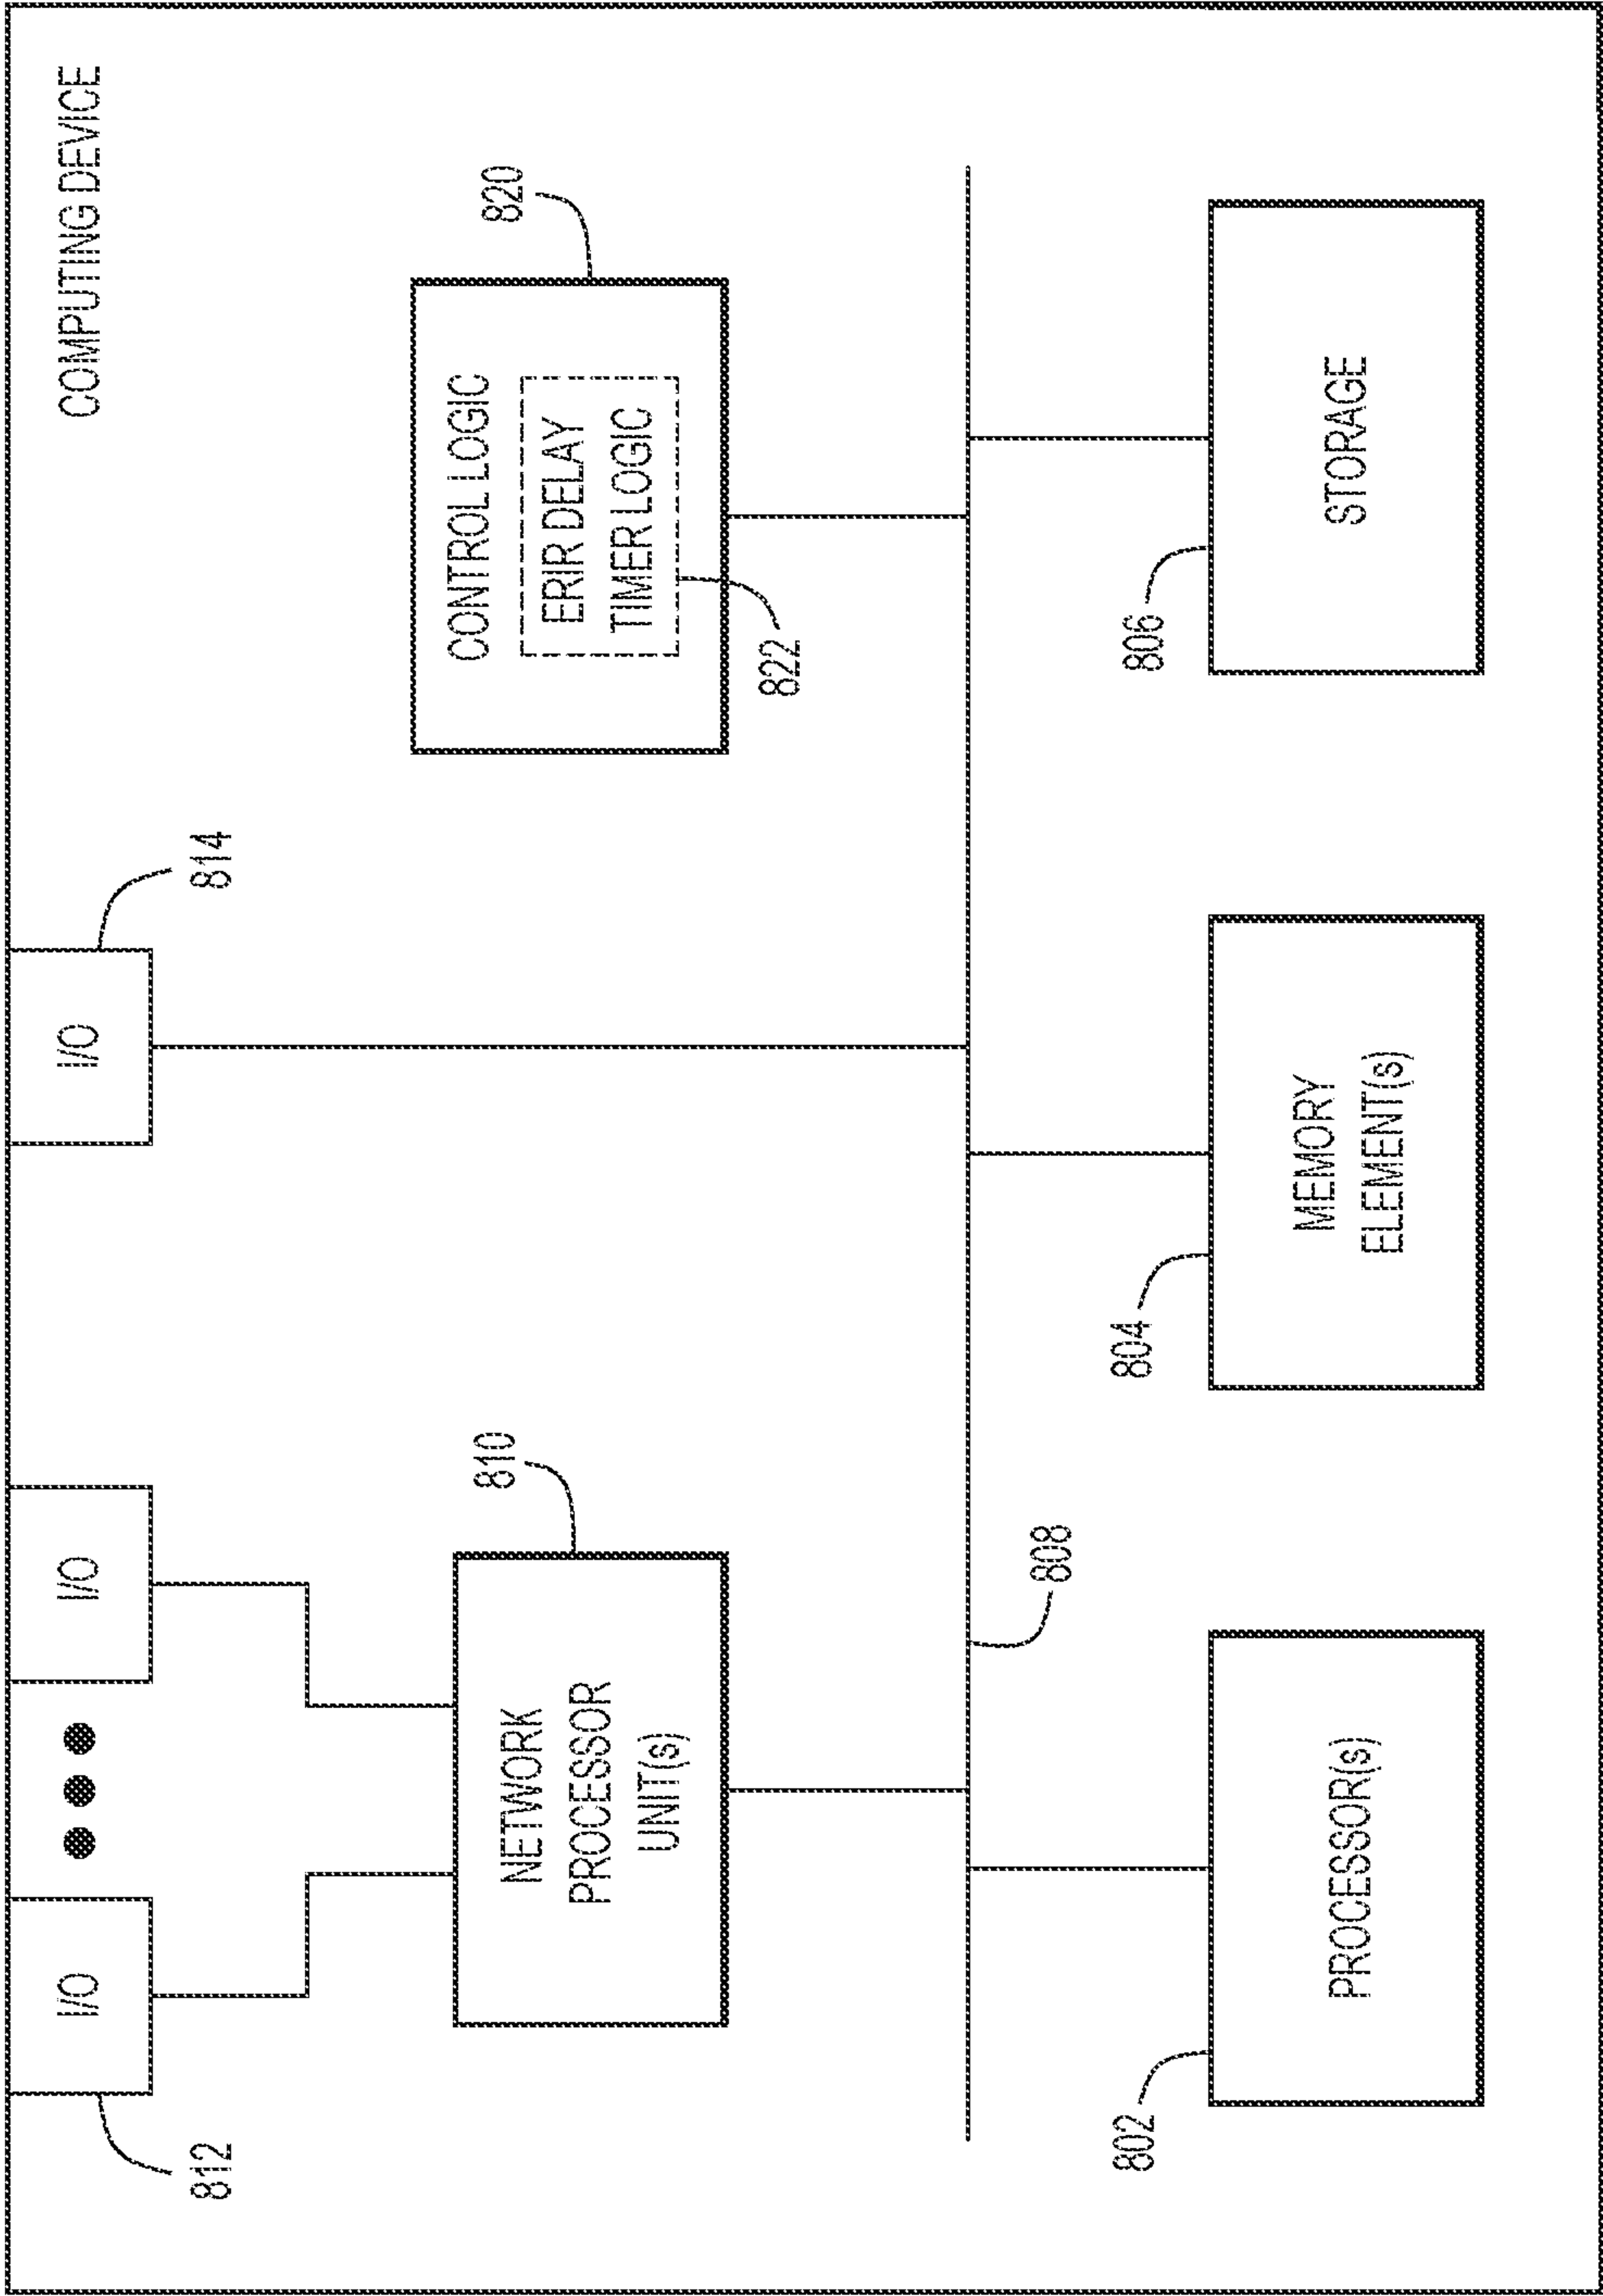 COMPUTING DEVICE
812
I/O
I/O
I/O
814
810
NETWORK
PROCESSOR
UNIT(s)
820
CONTROL LOGIC
ERIR DELAY
TIMER LOGIC
822
808
802
PROCESSOR(s)
804
MEMORY
ELEMENT(s)
806
STORAGE